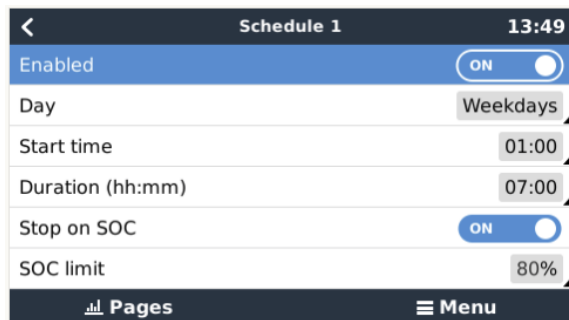 Schedule 1 13:49
Enabled ON
Day Weekdays
Start time 01:00
Duration (hh:mm) 07:00
Stop on SOC ON
SOC limit 80%
Pages Menu